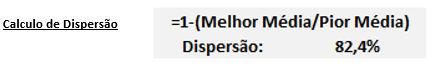 Calculo de Dispersão
=1-(Melhor Média/Pior Média)
Dispersão: 82,4%